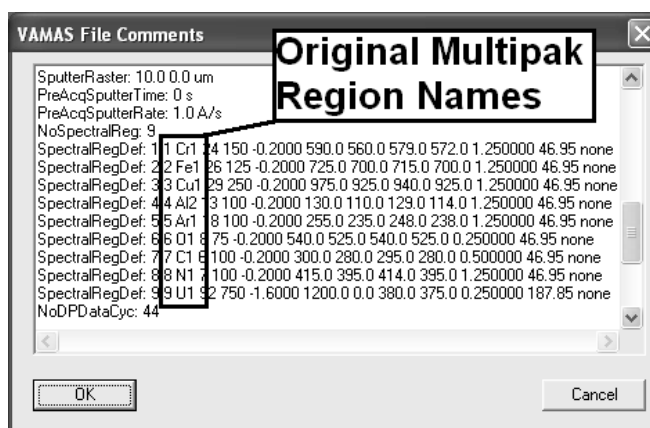 VAMAS File Comments
Original Multipak
Region Names
SputterRaster: 10.0 0.0 um
PreAcqSputterTime: 0 s
PreAcqSputterRate: 1.0 A/s
NoSpectralReg: 9
SpectralRegDef: 1 1 Cr1 24 150 -0.2000 590.0 560.0 579.0 572.0 1.250000 46.95 none
SpectralRegDef: 2 2 Fe1 26 125 -0.2000 725.0 700.0 715.0 700.0 1.250000 46.95 none
SpectralRegDef: 3 3 Cu1 29 250 -0.2000 975.0 925.0 940.0 925.0 1.250000 46.95 none
SpectralRegDef: 4 4 Al2 13 100 -0.2000 130.0 110.0 129.0 114.0 1.250000 46.95 none
SpectralRegDef: 5 5 Ar1 18 100 -0.2000 255.0 235.0 248.0 238.0 1.250000 46.95 none
SpectralRegDef: 6 6 O1 8 75 -0.2000 540.0 525.0 540.0 525.0 0.250000 46.95 none
SpectralRegDef: 7 7 C1 6 100 -0.2000 300.0 280.0 295.0 280.0 0.500000 46.95 none
SpectralRegDef: 8 8 N1 7 100 -0.2000 415.0 395.0 414.0 395.0 1.250000 46.95 none
SpectralRegDef: 9 9 U1 92 750 -1.6000 1200.0 0.0 380.0 375.0 0.250000 187.85 none
NoDPDataCyc: 44
OK
Cancel